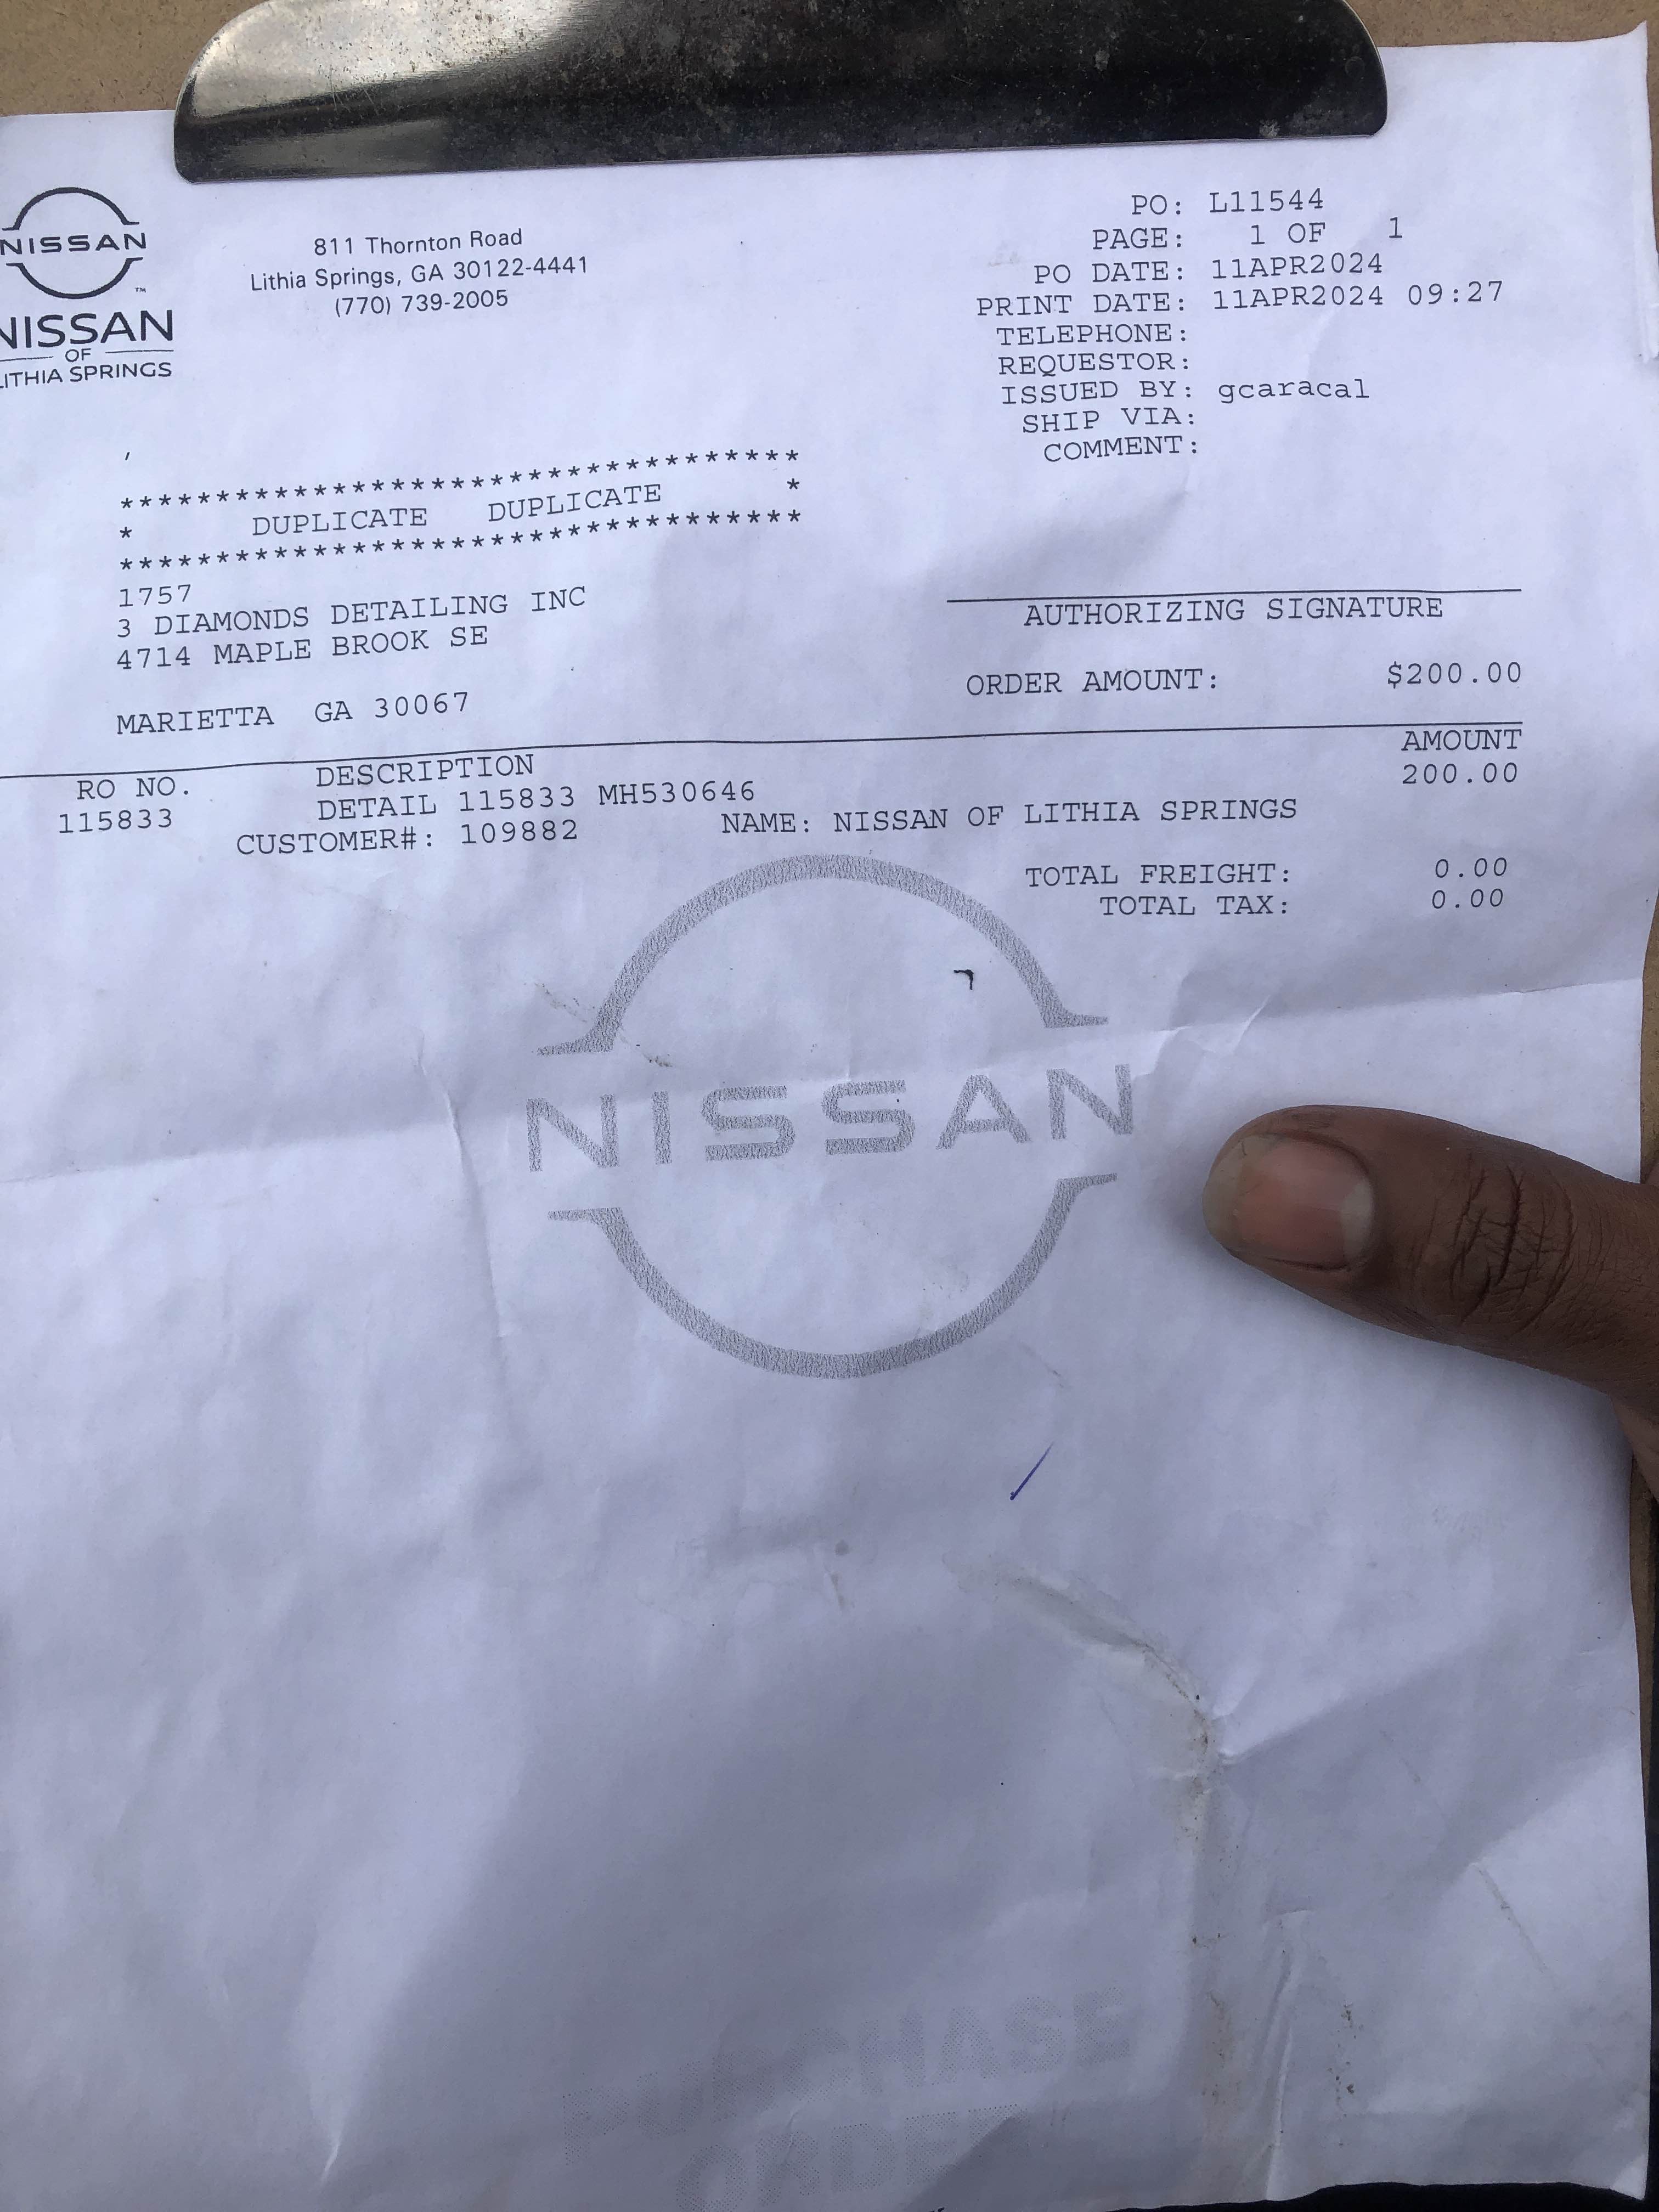 NISSAN
NISSAN
OF
LITHIA SPRINGS
811 Thornton Road
Lithia Springs, GA 30122-4441
(770) 739-2005
PO: L11544
PAGE: 1 OF 1
PO DATE: 11APR2024
PRINT DATE: 11APR2024 09:27
TELEPHONE:
REQUESTOR:
ISSUED BY: gcaracal
SHIP VIA:
COMMENT:
***********************************
* DUPLICATE DUPLICATE *
***********************************
1757
3 DIAMONDS DETAILING INC
4714 MAPLE BROOK SE
MARIETTA GA 30067
AUTHORIZING SIGNATURE
ORDER AMOUNT: $200.00
RO NO. DESCRIPTION AMOUNT
115833 DETAIL 115833 MH530646 200.00
CUSTOMER#: 109882 NAME: NISSAN OF LITHIA SPRINGS
TOTAL FREIGHT: 0.00
TOTAL TAX: 0.00
NISSAN
PURCHASE
ORDER